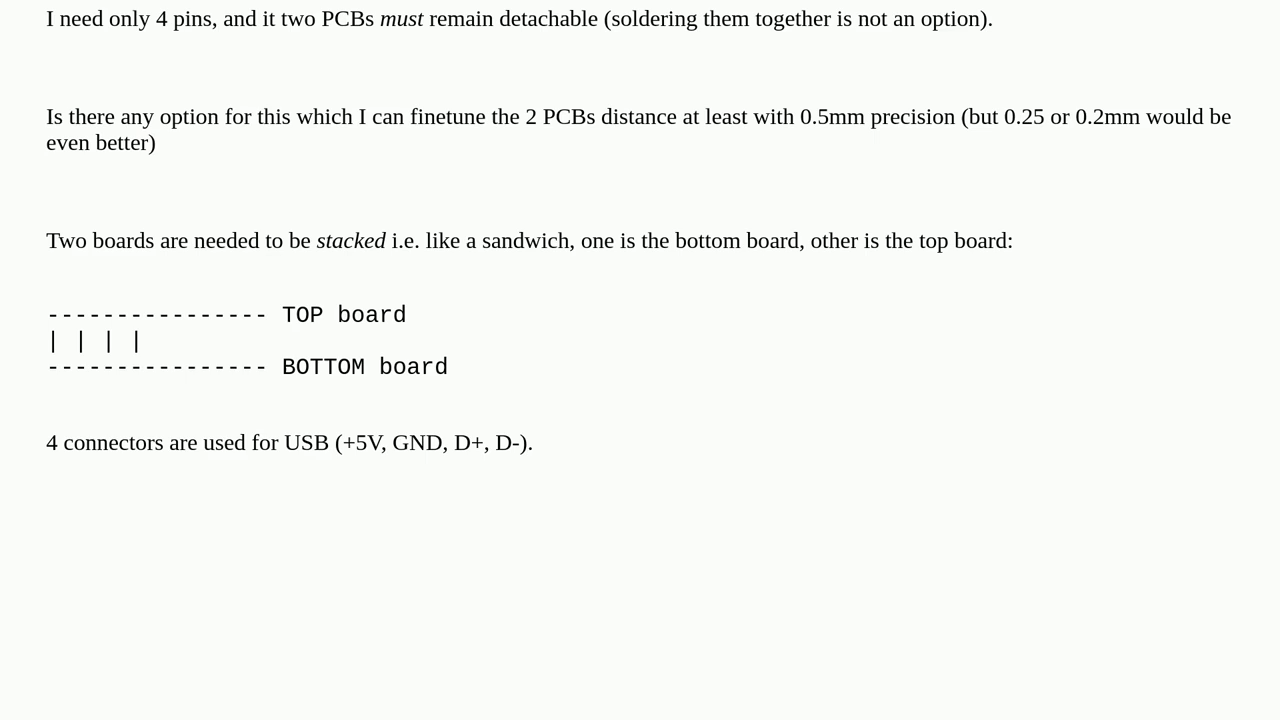 I need only 4 pins, and it two PCBs must remain detachable (soldering them together is not an option).
Is there any option for this which I can finetune the 2 PCBs distance at least with 0.5mm precision (but 0.25 or 0.2mm would be
even better)
Two boards are needed to be stacked i.e. like a sandwich, one is the bottom board, other is the top board:
---------------- TOP board
| | | |
---------------- BOTTOM board
4 connectors are used for USB (+5V, GND, D+, D-).